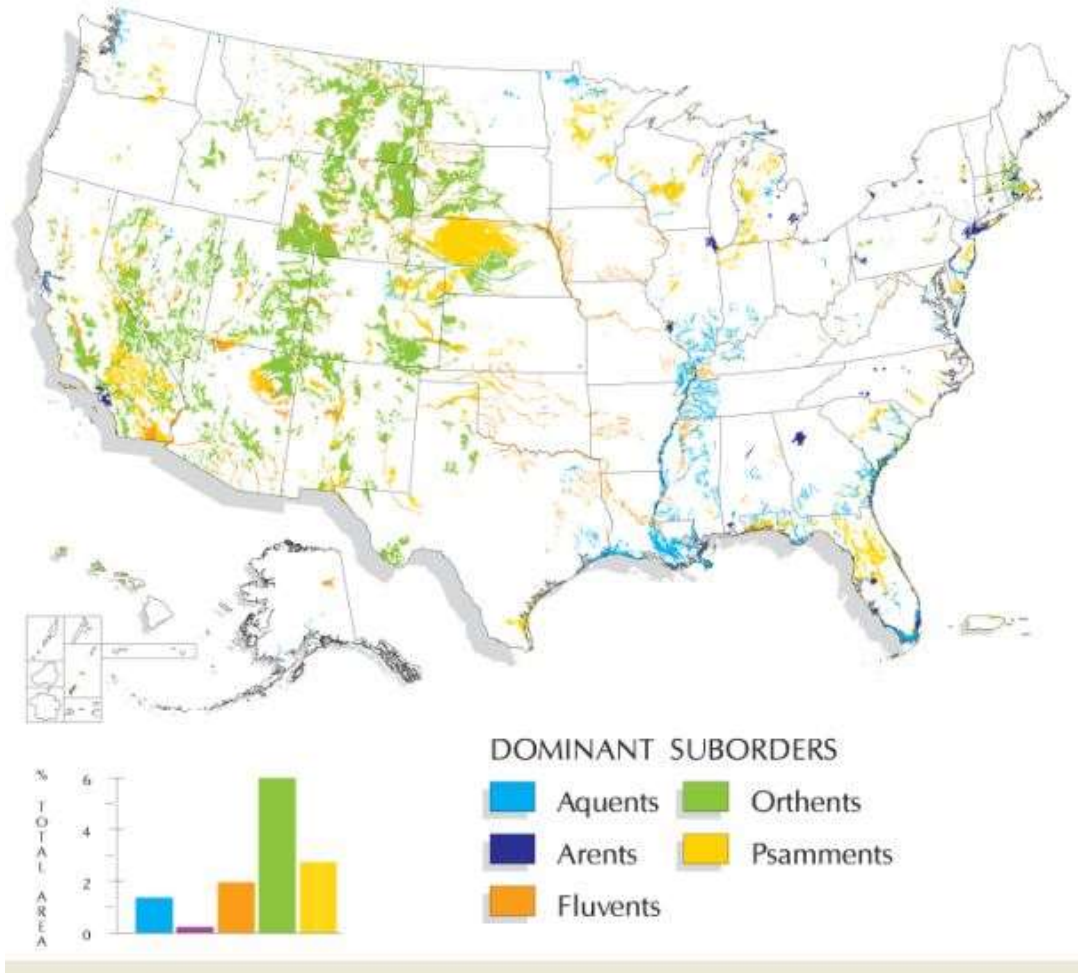 DOMINANT SUBORDERS
Aquents
Orthents
Arents
Psamments
Fluvents
% TOTAL AREA
6
4
2
0